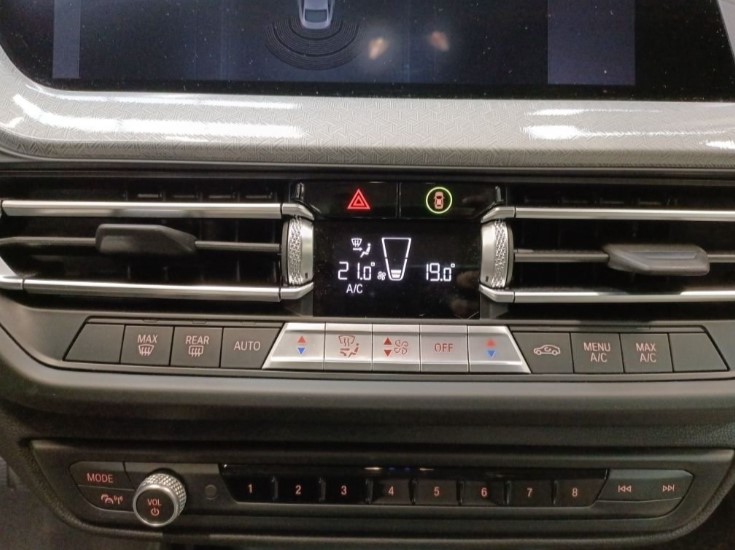 21.0° 19.0°
A/C
MAX REAR AUTO OFF MENU A/C MAX A/C
MODE
VOL
1 2 3 4 5 6 7 8